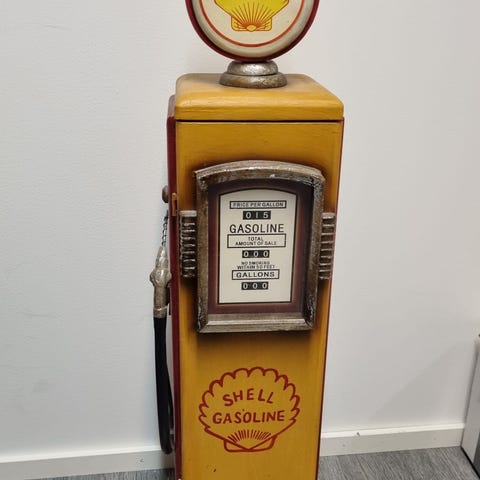 PRICE PER GALLON
015
GASOLINE
TOTAL
AMOUNT OF SALE
000
NO SMOKING
WITHIN 50 FEET
GALLONS
000
SHELL
GASOLINE